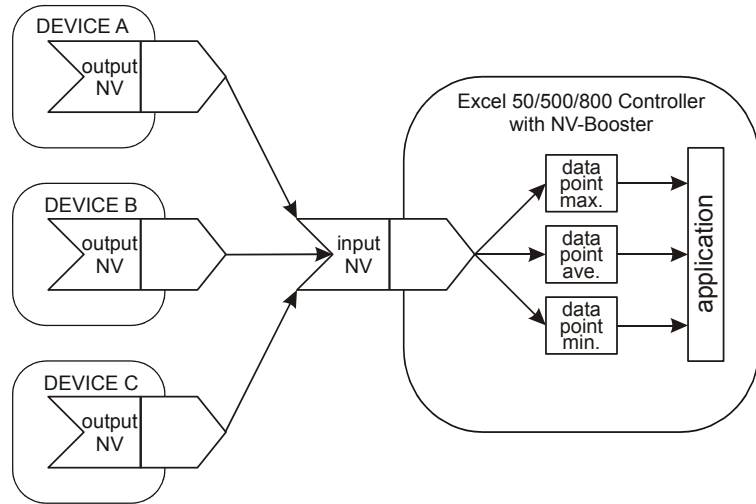 DEVICE A
output
NV
DEVICE B
output
NV
DEVICE C
output
NV
input
NV
Excel 50/500/800 Controller
with NV-Booster
data
point
max.
data
point
ave.
data
point
min.
application